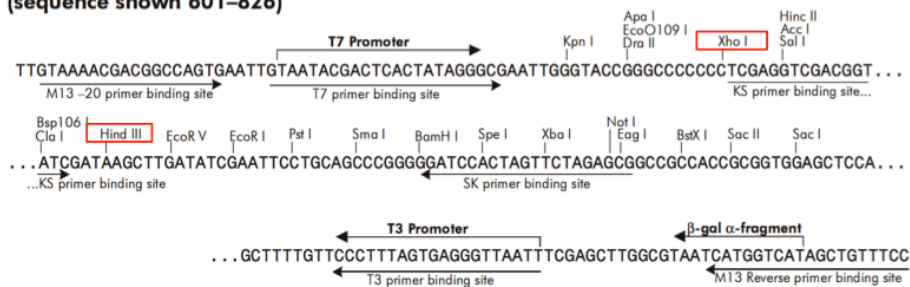 (sequence shown 601–826)
Apa I
EcoO109 I
Kpn I Dra II Xho I
Hinc II
Acc I
Sal I
T7 Promoter
TTGTAAAACGACGGCCAGTGAATTGTAATACGACTCACTATAGGGCGAATTGGGTACCGGGCCCCCCCTCGAGGTCGACGGT...
M13 –20 primer binding site T7 primer binding site KS primer binding site...
Bsp106 I
Cla I Hind III EcoR V EcoR I Pst I Sma I BamH I Spe I Xba I
Not I
Eag I BstX I Sac II Sac I
...ATCGATAAGCTTGATATCGAATTCCTGCAGCCCGGGGGATCCACTAGTTCTAGAGCGGCCGCCACCGCGGTGGAGCTCCA...
...KS primer binding site SK primer binding site
T3 Promoter β-gal α-fragment
...GCTTTTGTTCCCTTTAGTGAGGGTTAATTTCGAGCTTGGCGTAATCATGGTCATAGCTGTTTCC
T3 primer binding site M13 Reverse primer binding site